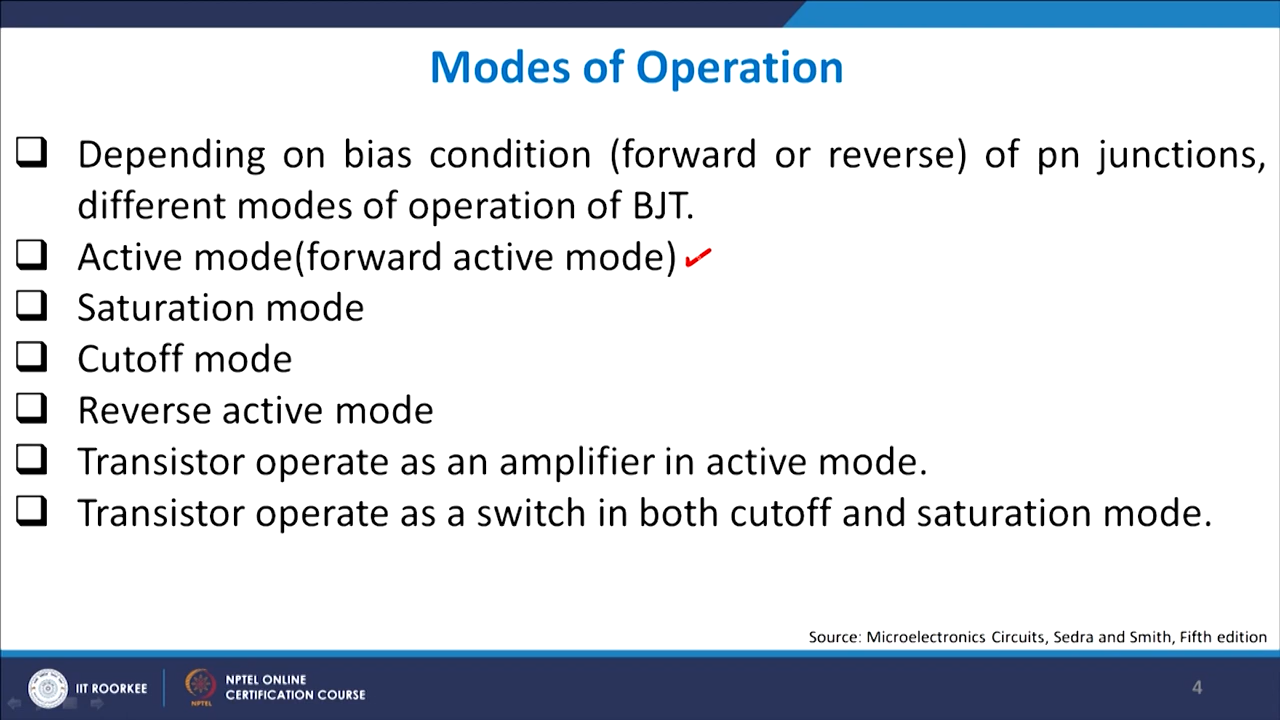 Modes of Operation
Depending on bias condition (forward or reverse) of pn junctions,
different modes of operation of BJT.
Active mode(forward active mode)
Saturation mode
Cutoff mode
Reverse active mode
Transistor operate as an amplifier in active mode.
Transistor operate as a switch in both cutoff and saturation mode.
Source: Microelectronics Circuits, Sedra and Smith, Fifth edition
IIT ROORKEE
NPTEL
NPTEL ONLINE
CERTIFICATION COURSE
4